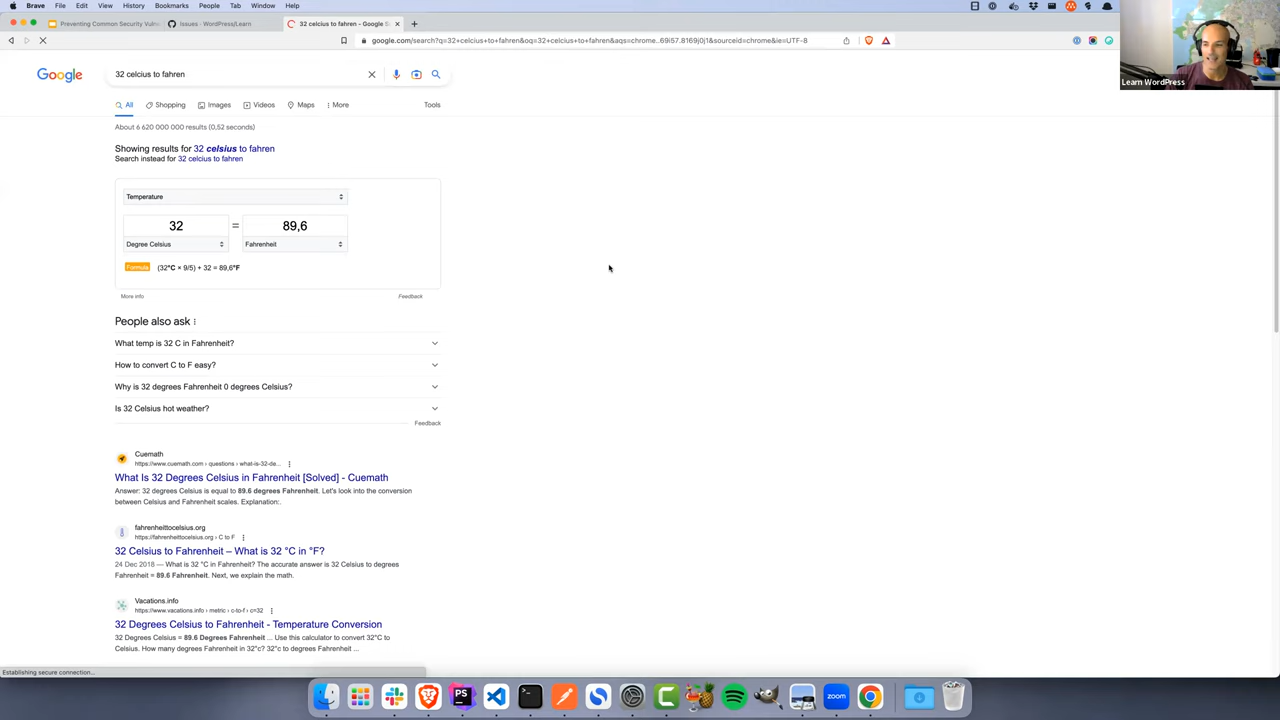 Brave File Edit View History Bookmarks People Tab Window Help
Preventing Common Security Vuln
Issues · WordPress/Learn
32 celcius to fahren - Google S
google.com/search?q=32+celcius+to+fahren&oq=32+celcius+to+fahren&aqs=chrome..69i57.8169j0j1&sourceid=chrome&ie=UTF-8
Learn WordPress
Google
32 celcius to fahren
All Shopping Images Videos Maps More Tools
About 6 620 000 000 results (0,52 seconds)
Showing results for 32 celsius to fahren
Search instead for 32 celcius to fahren
Temperature
32 = 89,6
Degree Celsius Fahrenheit
Formula (32°C × 9/5) + 32 = 89,6°F
More info Feedback
People also ask
What temp is 32 C in Fahrenheit?
How to convert C to F easy?
Why is 32 degrees Fahrenheit 0 degrees Celsius?
Is 32 Celsius hot weather?
Feedback
Cuemath
https://www.cuemath.com › questions › what-is-32-de...
What Is 32 Degrees Celsius in Fahrenheit [Solved] - Cuemath
Answer: 32 degrees Celsius is equal to 89.6 degrees Fahrenheit. Let's look into the conversion
between Celsius and Fahrenheit scales. Explanation:.
fahrenheittocelsius.org
https://fahrenheittocelsius.org › C to F
32 Celsius to Fahrenheit – What is 32 °C in °F?
24 Dec 2018 — What is 32 °C in Fahrenheit? The accurate answer is 32 Celsius to degrees
Fahrenheit = 89.6 Fahrenheit. Next, we explain the math.
Vacations.info
https://www.vacations.info › metric › c-to-f › c=32
32 Degrees Celsius to Fahrenheit - Temperature Conversion
32 Degrees Celsius = 89.6 Degrees Fahrenheit ... Use this calculator to convert 32°C to
Celsius. How many degrees Fahrenheit in 32°c? 32°c to degrees Fahrenheit ...
Establishing secure connection...
PS
zoom